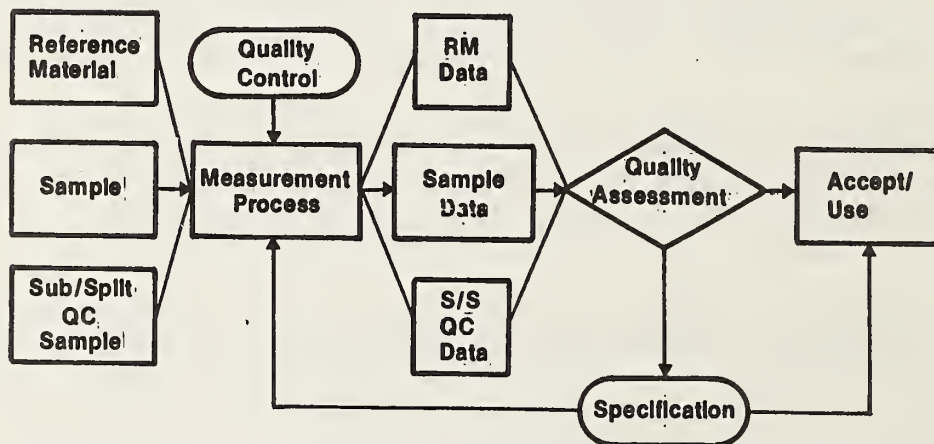 Reference
Material
Quality
Control
RM
Data
Sample
Measurement
Process
Sample
Data
Quality
Assessment
Accept/
Use
Sub/Split
QC
Sample
S/S
QC
Data
Specification